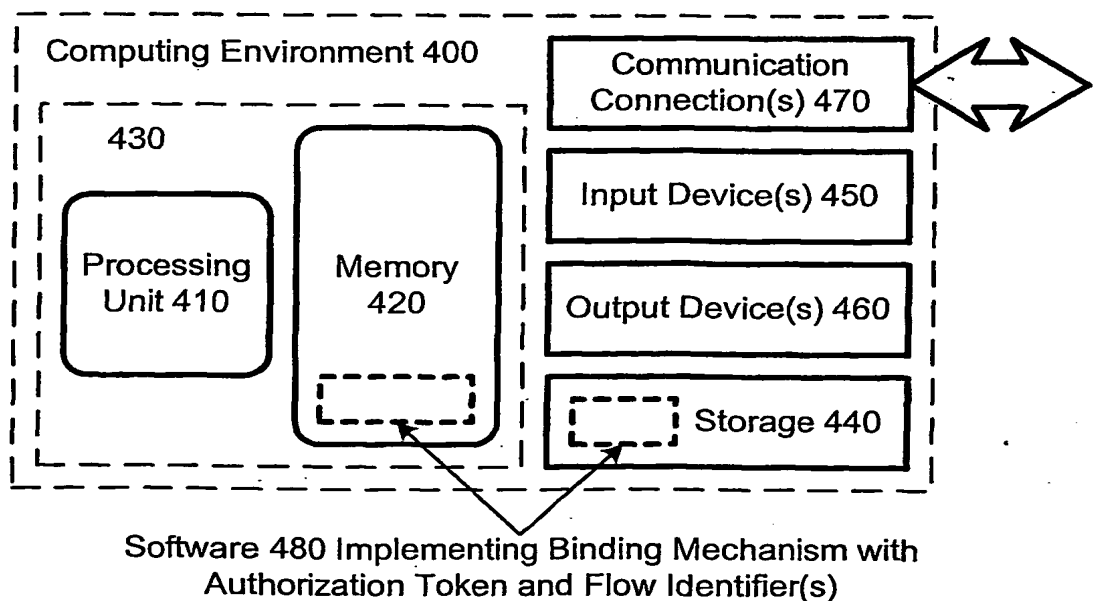 Computing Environment 400
Communication
Connection(s) 470
430
Input Device(s) 450
Processing
Unit 410
Memory
420
Output Device(s) 460
Storage 440
Software 480 Implementing Binding Mechanism with
Authorization Token and Flow Identifier(s)